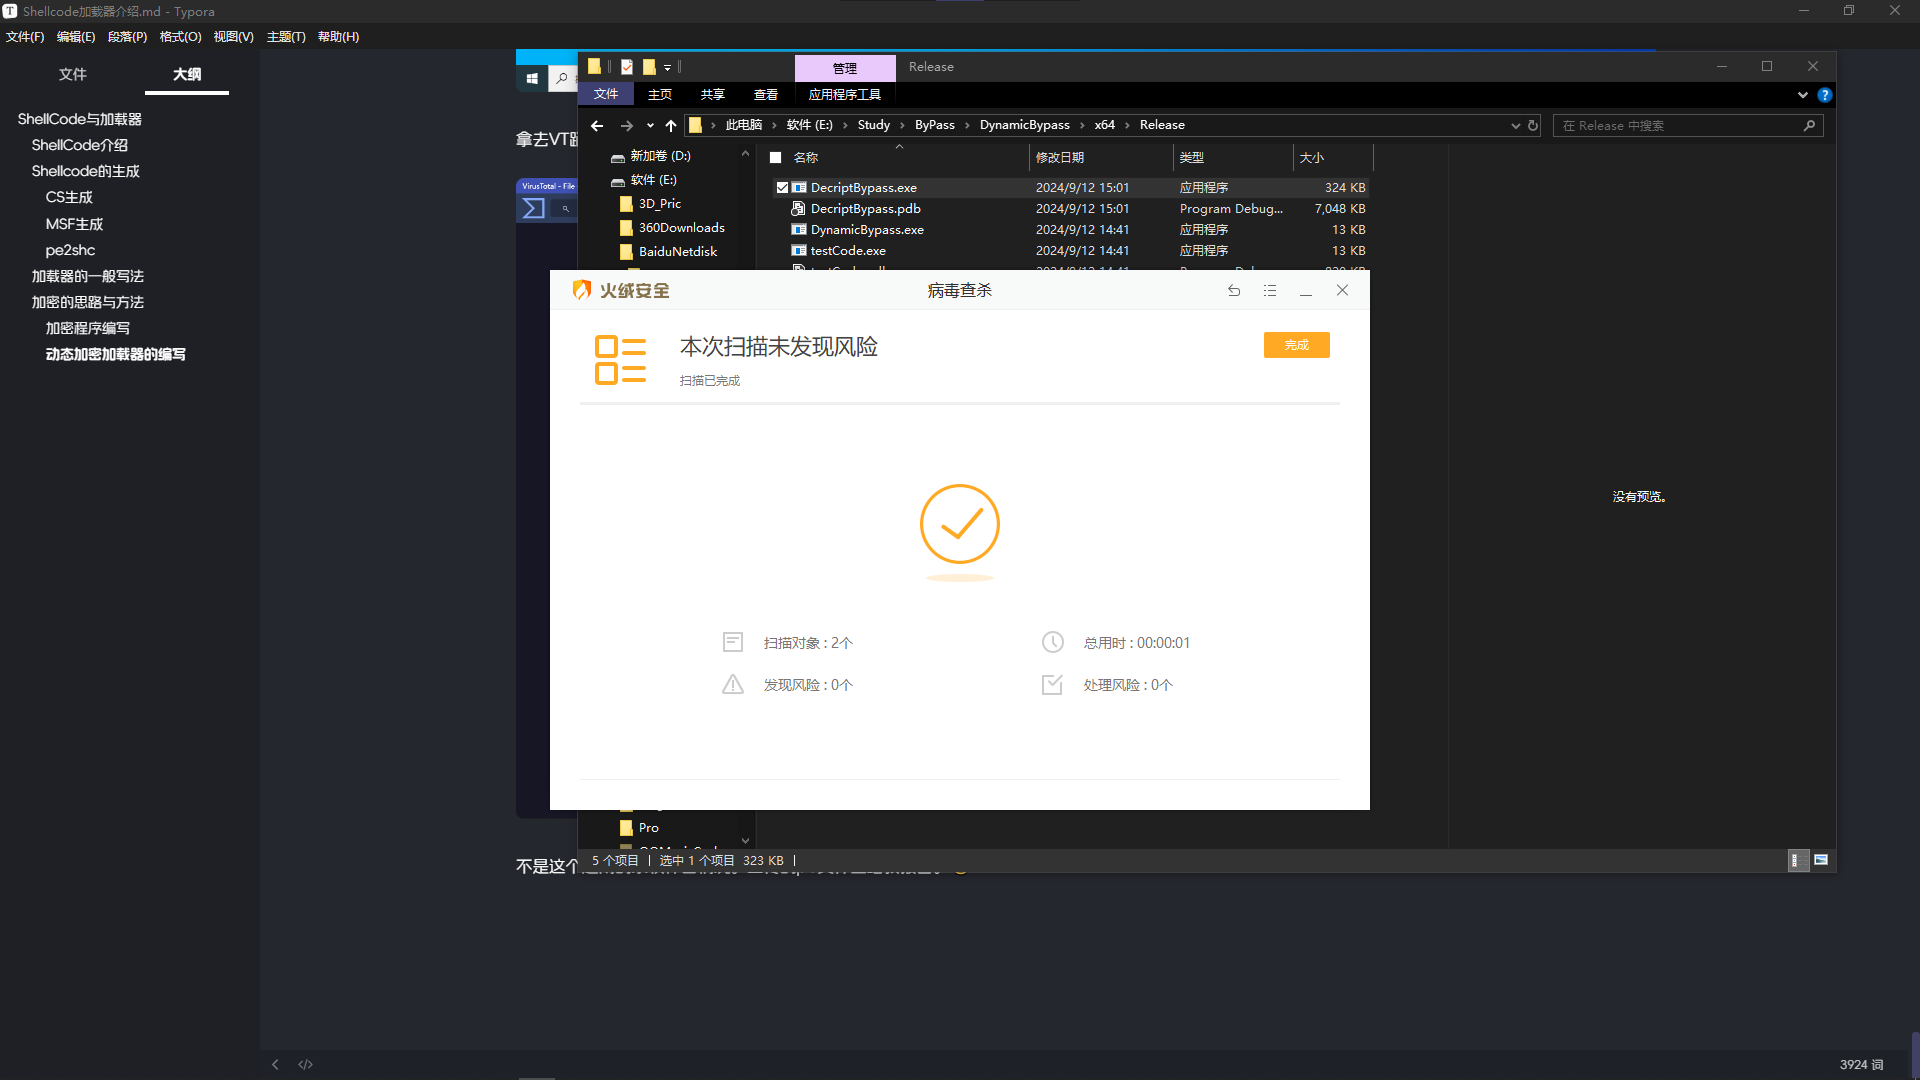 Shellcode加载器介绍.md - Typora
文件(F) 编辑(E) 段落(P) 格式(O) 视图(V) 主题(T) 帮助(H)
文件 大纲
ShellCode与加载器
ShellCode介绍
Shellcode的生成
CS生成
MSF生成
pe2shc
加载器的一般写法
加密的思路与方法
加密程序编写
动态加密加载器的编写
拿去VT
VirusTotal - File
不是这个
管理 Release
文件 主页 共享 查看 应用程序工具
此电脑 › 软件 (E:) › Study › ByPass › DynamicBypass › x64 › Release
在 Release 中搜索
新加卷 (D:)
软件 (E:)
3D_Pric
360Downloads
BaiduNetdisk
名称 修改日期 类型 大小
DecriptBypass.exe 2024/9/12 15:01 应用程序 324 KB
DecriptBypass.pdb 2024/9/12 15:01 Program Debug... 7,048 KB
DynamicBypass.exe 2024/9/12 14:41 应用程序 13 KB
testCode.exe 2024/9/12 14:41 应用程序 13 KB
没有预览。
火绒安全 病毒查杀
本次扫描未发现风险
扫描已完成
完成
扫描对象 : 2个 总用时 : 00:00:01
发现风险 : 0个 处理风险 : 0个
Pro
5 个项目 选中 1 个项目 323 KB
3924 词